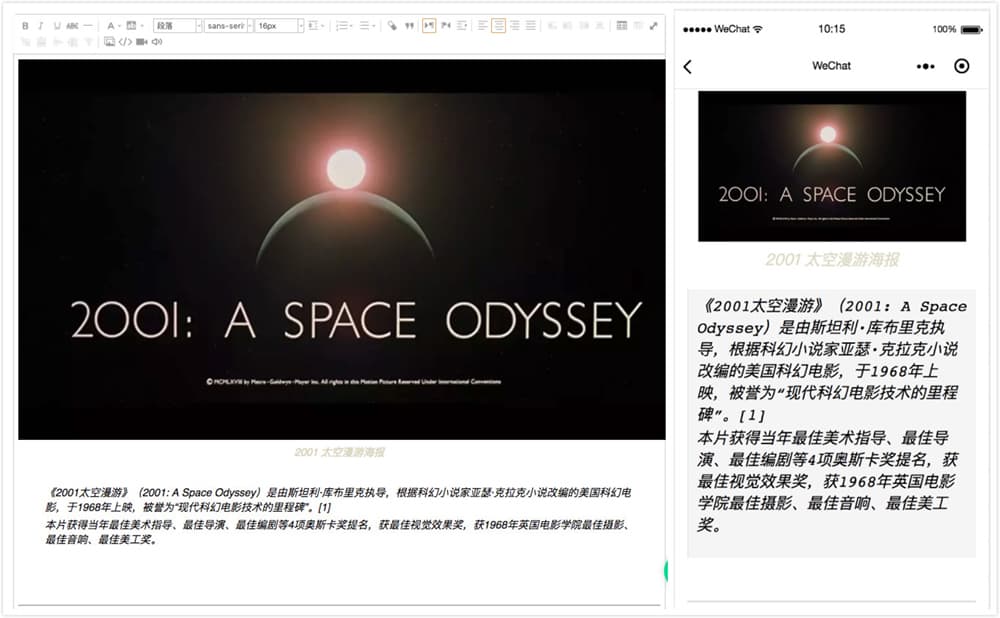 B I U ABC A
段落
sans-seri
16px
2001: A SPACE ODYSSEY
© MCMLXVIII by Metro-Goldwyn-Mayer Inc. All rights in this Motion Picture Reserved Under International Conventions
2001 太空漫游海报
《2001太空漫游》（2001: A Space Odyssey）是由斯坦利·库布里克执导，根据科幻小说家亚瑟·克拉克小说改编的美国科幻电
影，于1968年上映，被誉为“现代科幻电影技术的里程碑”。[1]
本片获得当年最佳美术指导、最佳导演、最佳编剧等4项奥斯卡奖提名，获最佳视觉效果奖，获1968年英国电影学院最佳摄影、
最佳音响、最佳美工奖。
WeChat 10:15 100%
WeChat
2001: A SPACE ODYSSEY
2001 太空漫游海报
《2001太空漫游》（2001: A Space
Odyssey）是由斯坦利·库布里克执
导，根据科幻小说家亚瑟·克拉克小说
改编的美国科幻电影，于1968年上
映，被誉为“现代科幻电影技术的里程
碑”。[1]
本片获得当年最佳美术指导、最佳导
演、最佳编剧等4项奥斯卡奖提名，获
最佳视觉效果奖，获1968年英国电影
学院最佳摄影、最佳音响、最佳美工
奖。